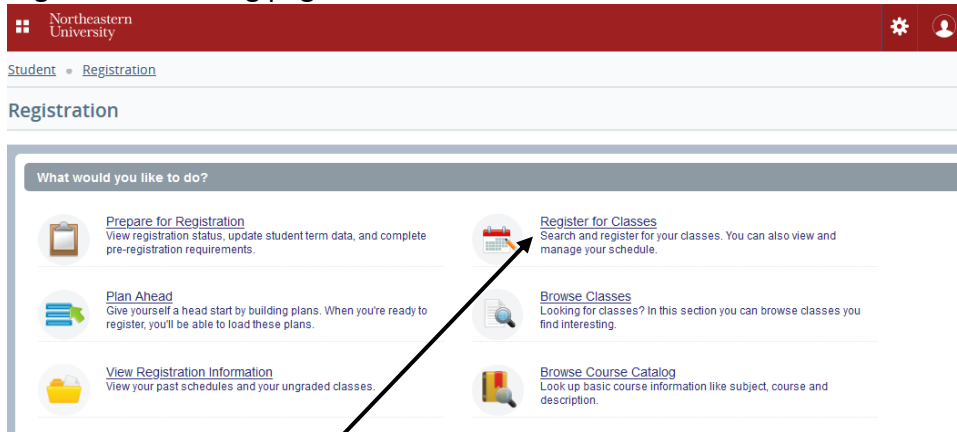 Northeastern
University
Student • Registration
Registration
What would you like to do?
Prepare for Registration
View registration status, update student term data, and complete
pre-registration requirements.
Register for Classes
Search and register for your classes. You can also view and
manage your schedule.
Plan Ahead
Give yourself a head start by building plans. When you're ready to
register, you'll be able to load these plans.
Browse Classes
Looking for classes? In this section you can browse classes you
find interesting.
View Registration Information
View your past schedules and your ungraded classes.
Browse Course Catalog
Look up basic course information like subject, course and
description.